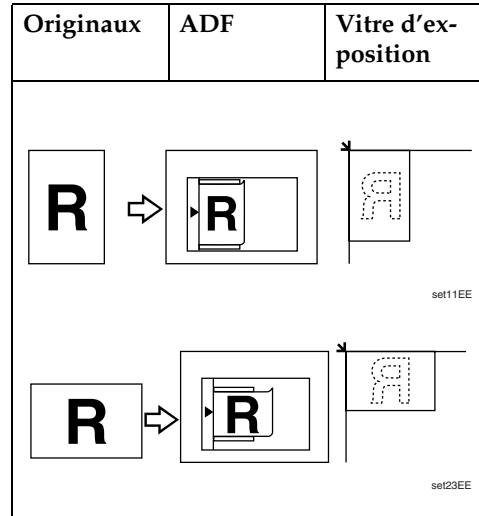 Originaux ADF Vitre d'ex-
position
R R R
set11EE
R R R
set23EE